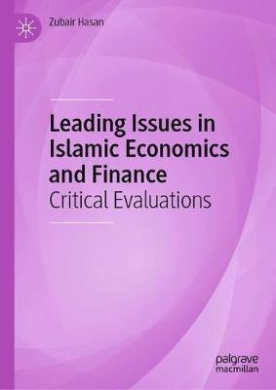 Zubair Hasan
Leading Issues in
Islamic Economics
and Finance
Critical Evaluations
palgrave
macmillan